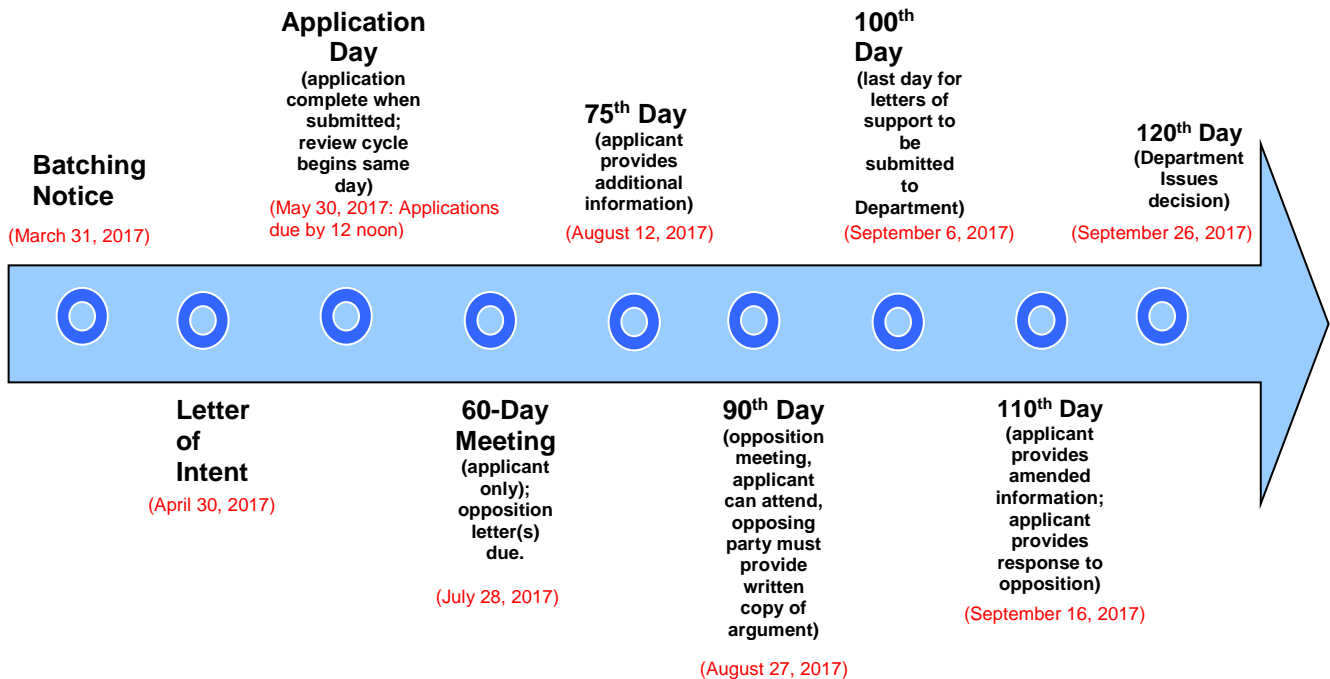 Batching
Notice
(March 31, 2017)
Letter
of
Intent
(April 30, 2017)
Application
Day
(application
complete when
submitted;
review cycle
begins same
day)
(May 30, 2017: Applications
due by 12 noon)
60-Day
Meeting
(applicant
only);
opposition
letter(s)
due.
(July 28, 2017)
75th Day
(applicant
provides
additional
information)
(August 12, 2017)
90th Day
(opposition
meeting,
applicant
can attend,
opposing
party must
provide
written
copy of
argument)
(August 27, 2017)
100th
Day
(last day for
letters of
support to
be
submitted
to
Department)
(September 6, 2017)
110th Day
(applicant
provides
amended
information;
applicant
provides
response to
opposition)
(September 16, 2017)
120th Day
(Department
Issues
decision)
(September 26, 2017)